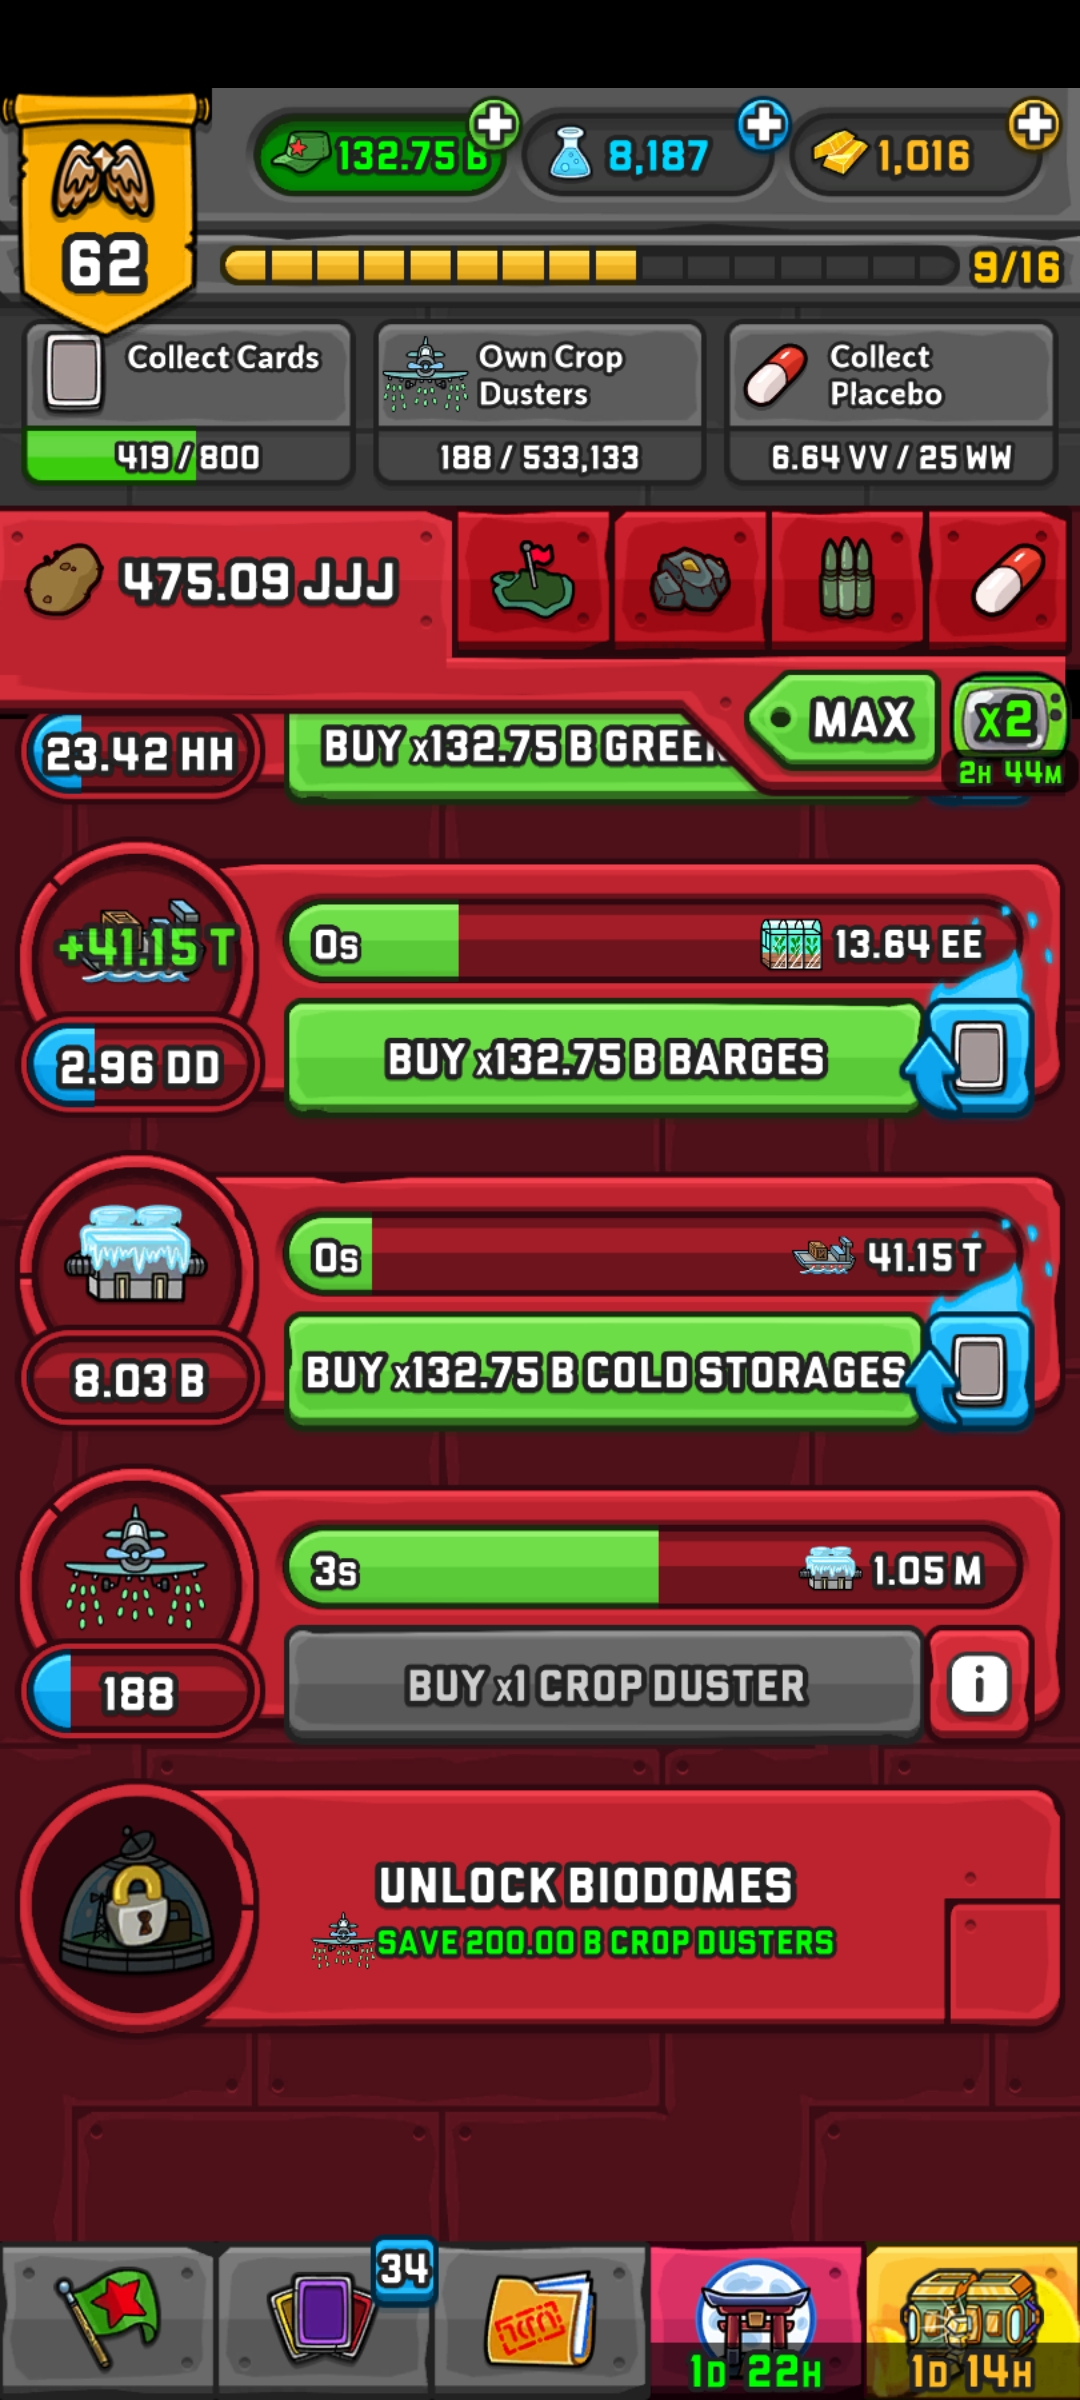 132.75 B
8,187
1,016
62
9/16
Collect Cards
419 / 800
Own Crop
Dusters
188 / 533,133
Collect
Placebo
6.64 VV / 25 WW
475.09 JJJ
MAX
x2
2H 44M
23.42 HH
BUY x132.75 B
+41.15 T
0s
13.64 EE
2.96 DD
BUY x132.75 B BARGES
0s
41.15 T
8.03 B
BUY x132.75 B COLD STORAGES
3s
1.05 M
188
BUY x1 CROP DUSTER
i
UNLOCK BIODOMES
SAVE 200.00 B CROP DUSTERS
34
1D 22H
1D 14H